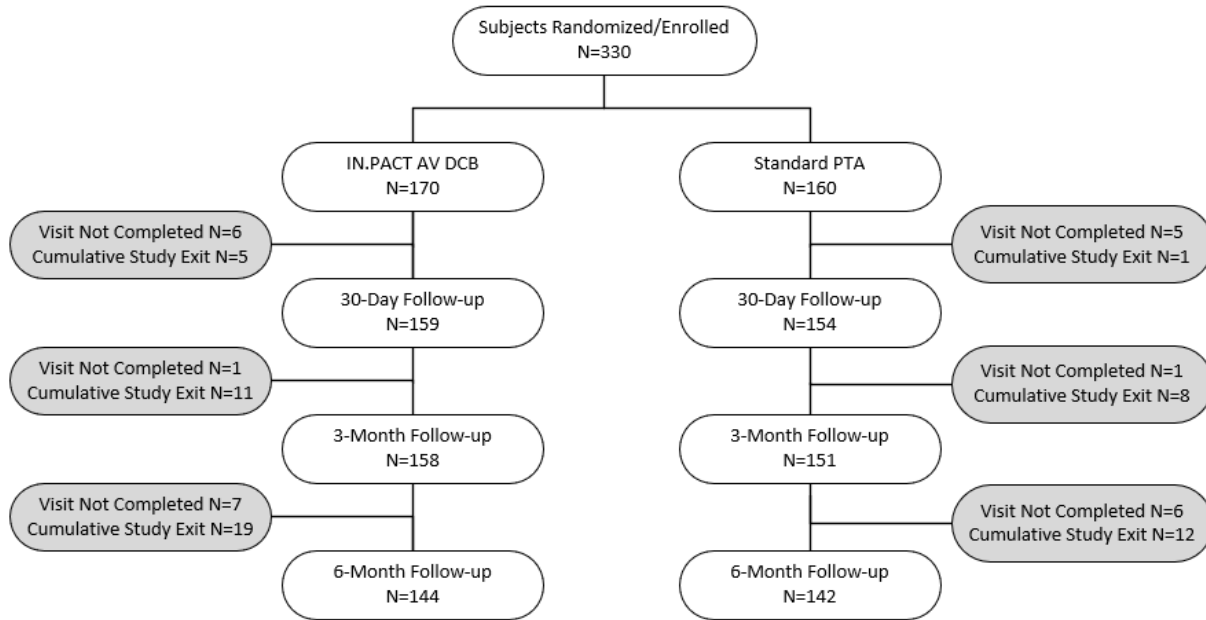 Subjects Randomized/Enrolled
N=330
IN.PACT AV DCB
N=170
Standard PTA
N=160
Visit Not Completed N=6
Cumulative Study Exit N=5
Visit Not Completed N=5
Cumulative Study Exit N=1
30-Day Follow-up
N=159
30-Day Follow-up
N=154
Visit Not Completed N=1
Cumulative Study Exit N=11
Visit Not Completed N=1
Cumulative Study Exit N=8
3-Month Follow-up
N=158
3-Month Follow-up
N=151
Visit Not Completed N=7
Cumulative Study Exit N=19
Visit Not Completed N=6
Cumulative Study Exit N=12
6-Month Follow-up
N=144
6-Month Follow-up
N=142